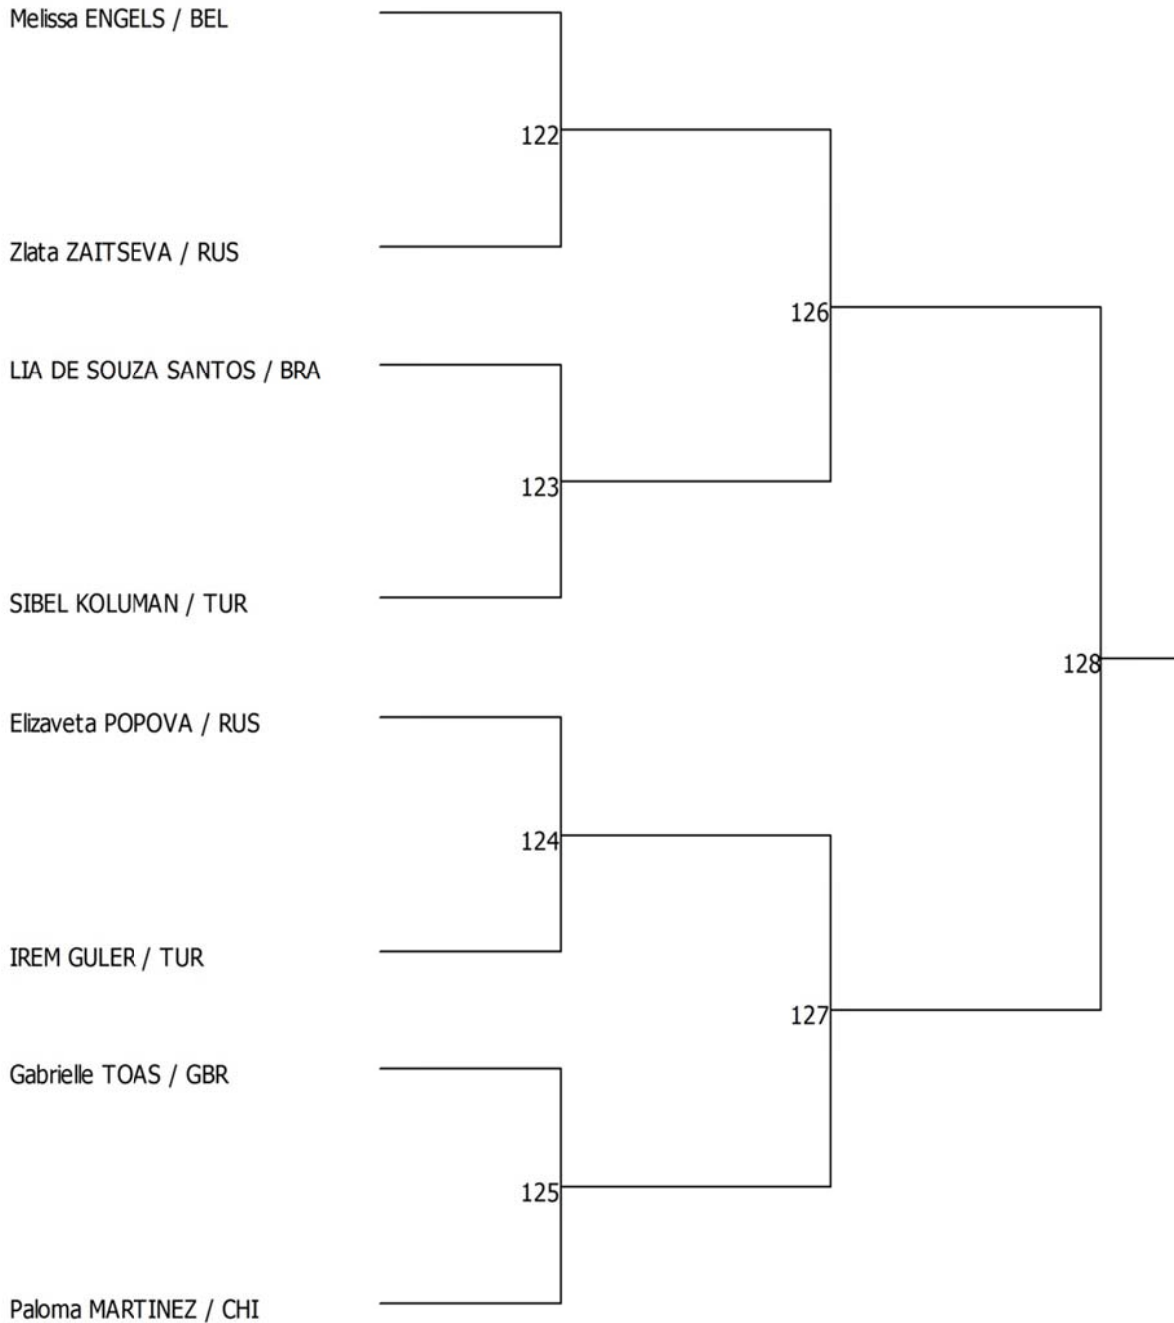 Melissa ENGELS / BEL
122
Zlata ZAITSEVA / RUS
126
LIA DE SOUZA SANTOS / BRA
123
SIBEL KOLUMAN / TUR
128
Elizaveta POPOVA / RUS
124
IREM GULER / TUR
127
Gabrielle TOAS / GBR
125
Paloma MARTINEZ / CHI